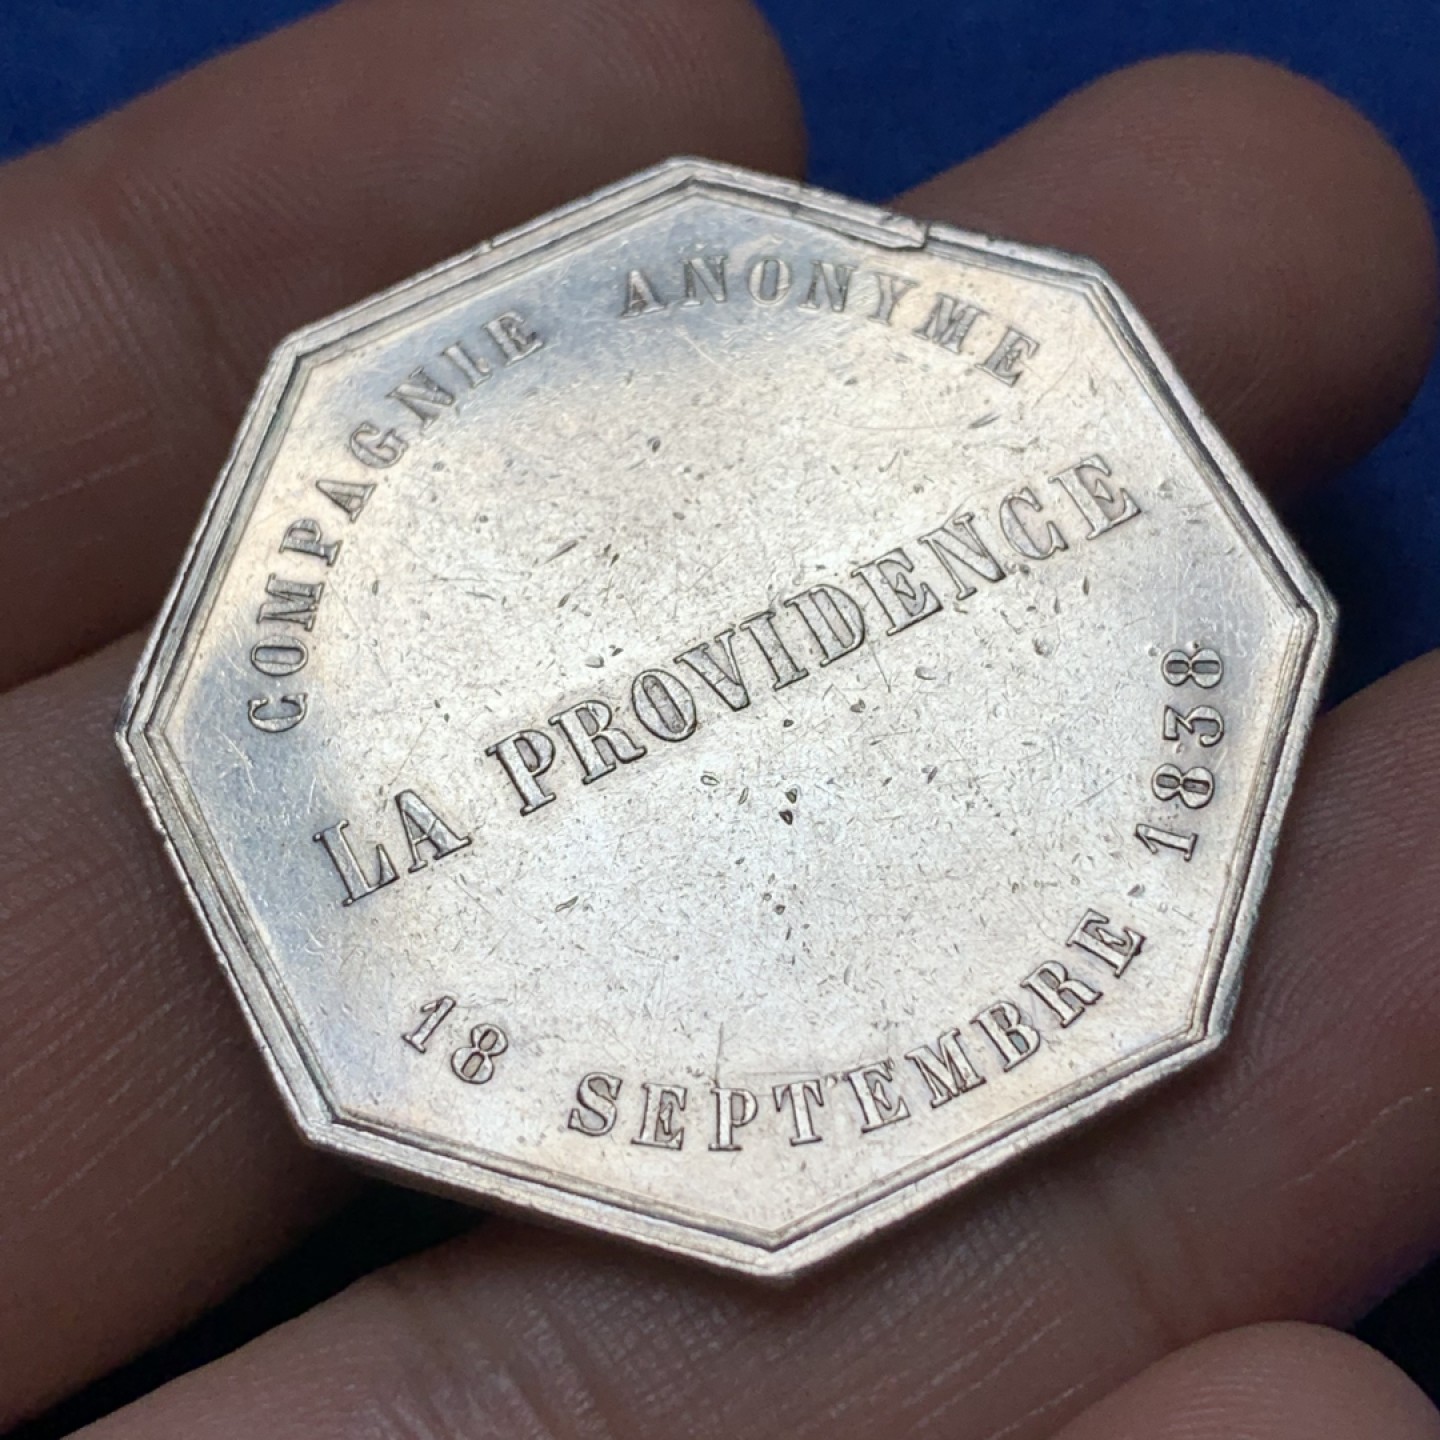 COMPAGNIE ANONYME
LA PROVIDENCE
18 SEPTEMBRE 1838